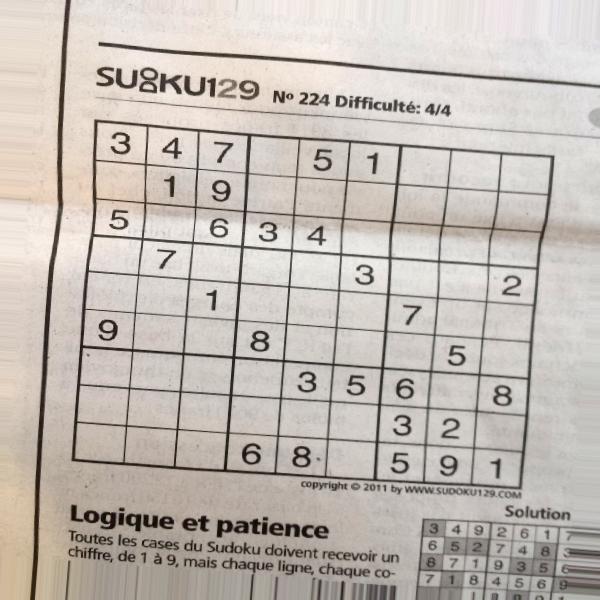 SUDOKU129 Nº 224 Difficulté: 4/4
3 4 7 5 1
1 9
5 6 3 4
7 3 2
1 7
9 8 5
3 5 6 8
3 2
6 8 5 9 1
copyright © 2011 by WWW.SUDOKU129.COM
Logique et patience
Toutes les cases du Sudoku doivent recevoir un
chiffre, de 1 à 9, mais chaque ligne, chaque co-
Solution
3 4 9 2 6 1 7
6 5 2 7 4 8 3
8 7 1 9 3 5 6
7 1 8 4 5 6 9